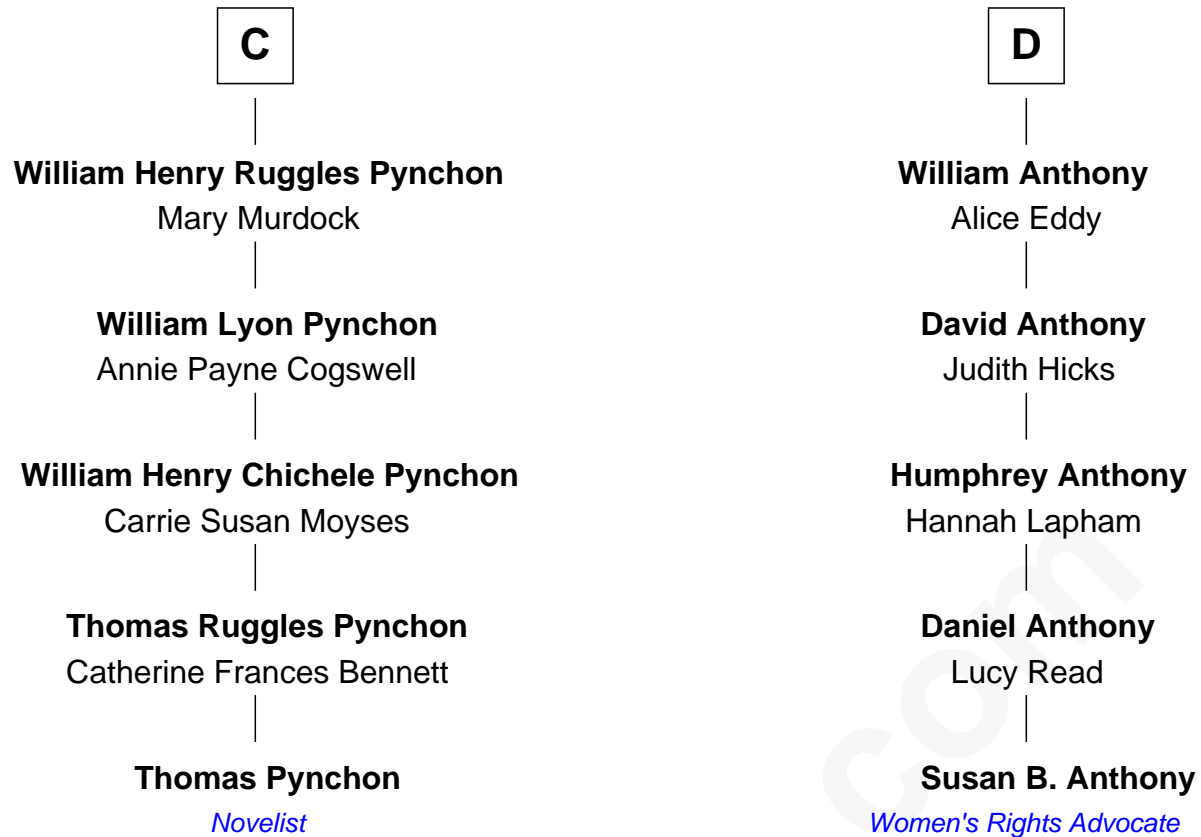 C
William Henry Ruggles Pynchon
Mary Murdock
William Lyon Pynchon
Annie Payne Cogswell
William Henry Chichele Pynchon
Carrie Susan Moyses
Thomas Ruggles Pynchon
Catherine Frances Bennett
Thomas Pynchon
Novelist
D
William Anthony
Alice Eddy
David Anthony
Judith Hicks
Humphrey Anthony
Hannah Lapham
Daniel Anthony
Lucy Read
Susan B. Anthony
Women's Rights Advocate
com